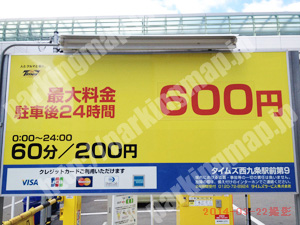 Times
最大料金
駐車後24時間
600円
0:00~24:00
60分/200円
クレジットカードご利用いただけます
VISA
JCB
タイムズ西九条駅前第9